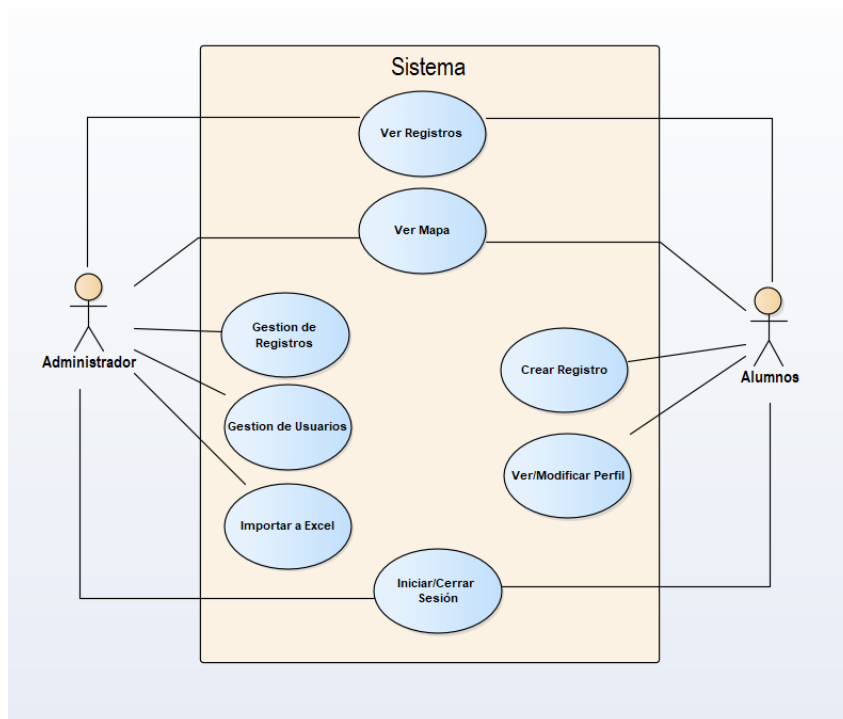 Sistema
Ver Registros
Ver Mapa
Gestion de
Registros
Administrador
Crear Registro
Alumnos
Gestion de Usuarios
Ver/Modificar Perfil
Importar a Excel
Iniciar/Cerrar
Sesión